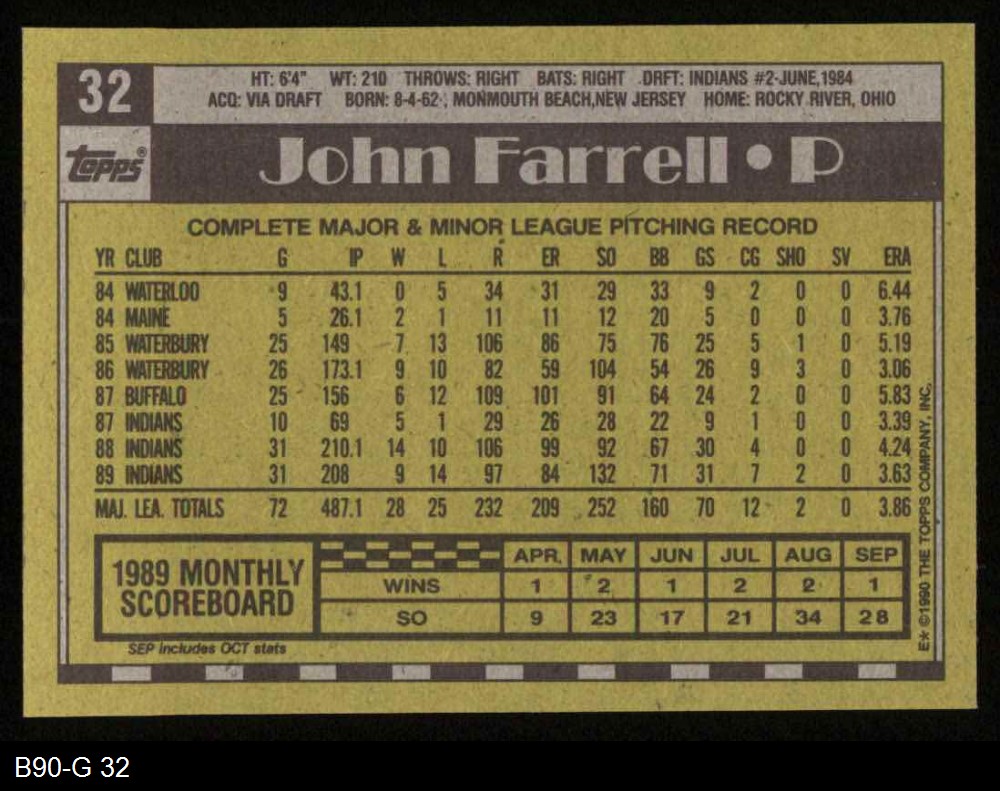 32
HT: 6'4" WT: 210 THROWS: RIGHT BATS: RIGHT DRFT: INDIANS #2-JUNE,1984
ACQ: VIA DRAFT BORN: 8-4-62, MONMOUTH BEACH,NEW JERSEY HOME: ROCKY RIVER, OHIO
topps®
John Farrell • P
COMPLETE MAJOR & MINOR LEAGUE PITCHING RECORD
YR CLUB G IP W L R ER SO BB GS CG SHO SV ERA
84 WATERLOO 9 43.1 0 5 34 31 29 33 9 2 0 0 6.44
84 MAINE 5 26.1 2 1 11 11 12 20 5 0 0 0 3.76
85 WATERBURY 25 149 7 13 106 86 75 76 25 5 1 0 5.19
86 WATERBURY 26 173.1 9 10 82 59 104 54 26 9 3 0 3.06
87 BUFFALO 25 156 6 12 109 101 91 64 24 2 0 0 5.83
87 INDIANS 10 69 5 1 29 26 28 22 9 1 0 0 3.39
88 INDIANS 31 210.1 14 10 106 99 92 67 30 4 0 0 4.24
89 INDIANS 31 208 9 14 97 84 132 71 31 7 2 0 3.63
MAJ. LEA. TOTALS 72 487.1 28 25 232 209 252 160 70 12 2 0 3.86
1989 MONTHLY
SCOREBOARD
APR. MAY JUN JUL AUG SEP
WINS 1 2 1 2 2 1
SO 9 23 17 21 34 28
SEP includes OCT stats
E* ©1990 THE TOPPS COMPANY, INC.
B90-G 32